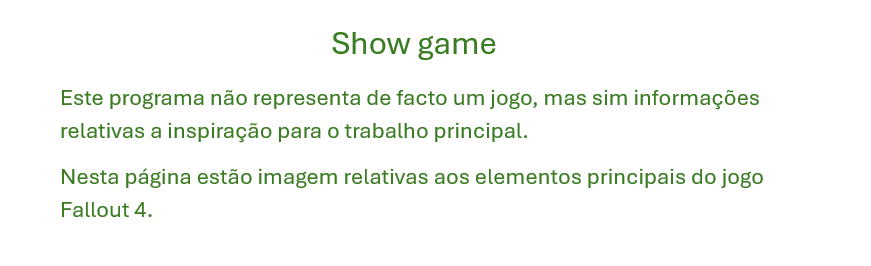 Show game
Este programa não representa de facto um jogo, mas sim informações
relativas a inspiração para o trabalho principal.
Nesta página estão imagem relativas aos elementos principais do jogo
Fallout 4.